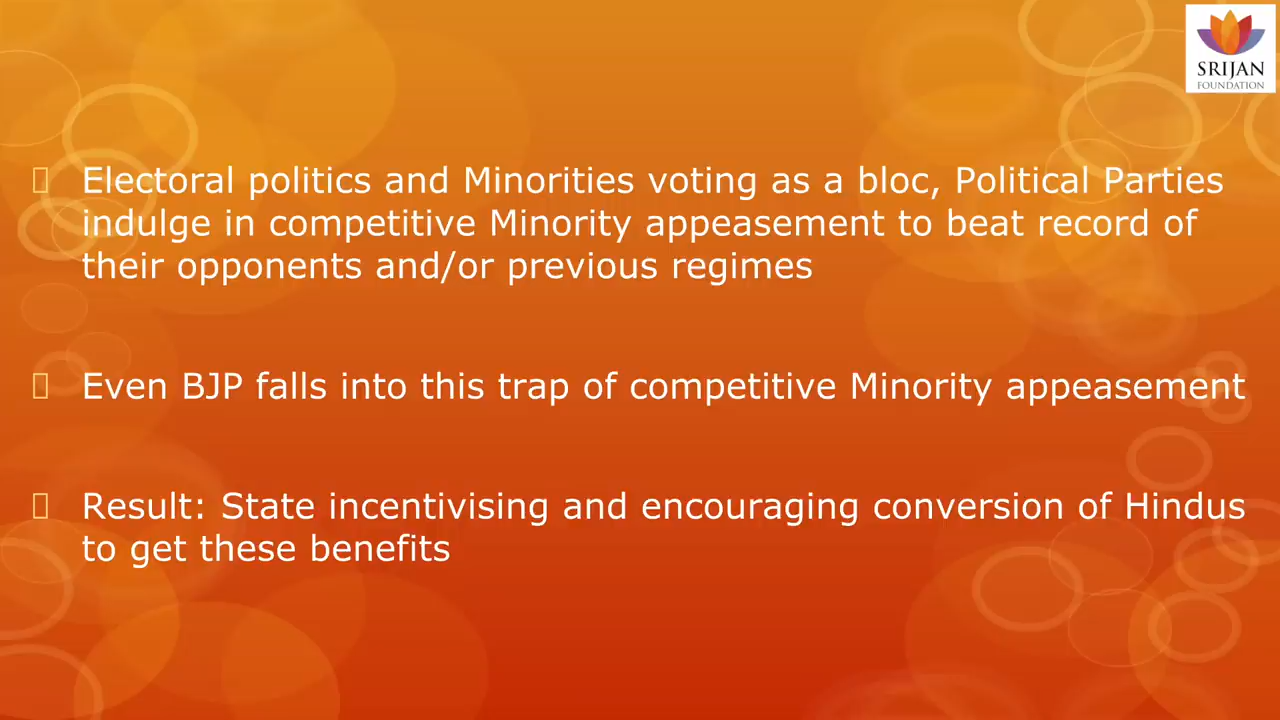 SRIJAN
FOUNDATION
Electoral politics and Minorities voting as a bloc, Political Parties
indulge in competitive Minority appeasement to beat record of
their opponents and/or previous regimes
Even BJP falls into this trap of competitive Minority appeasement
Result: State incentivising and encouraging conversion of Hindus
to get these benefits